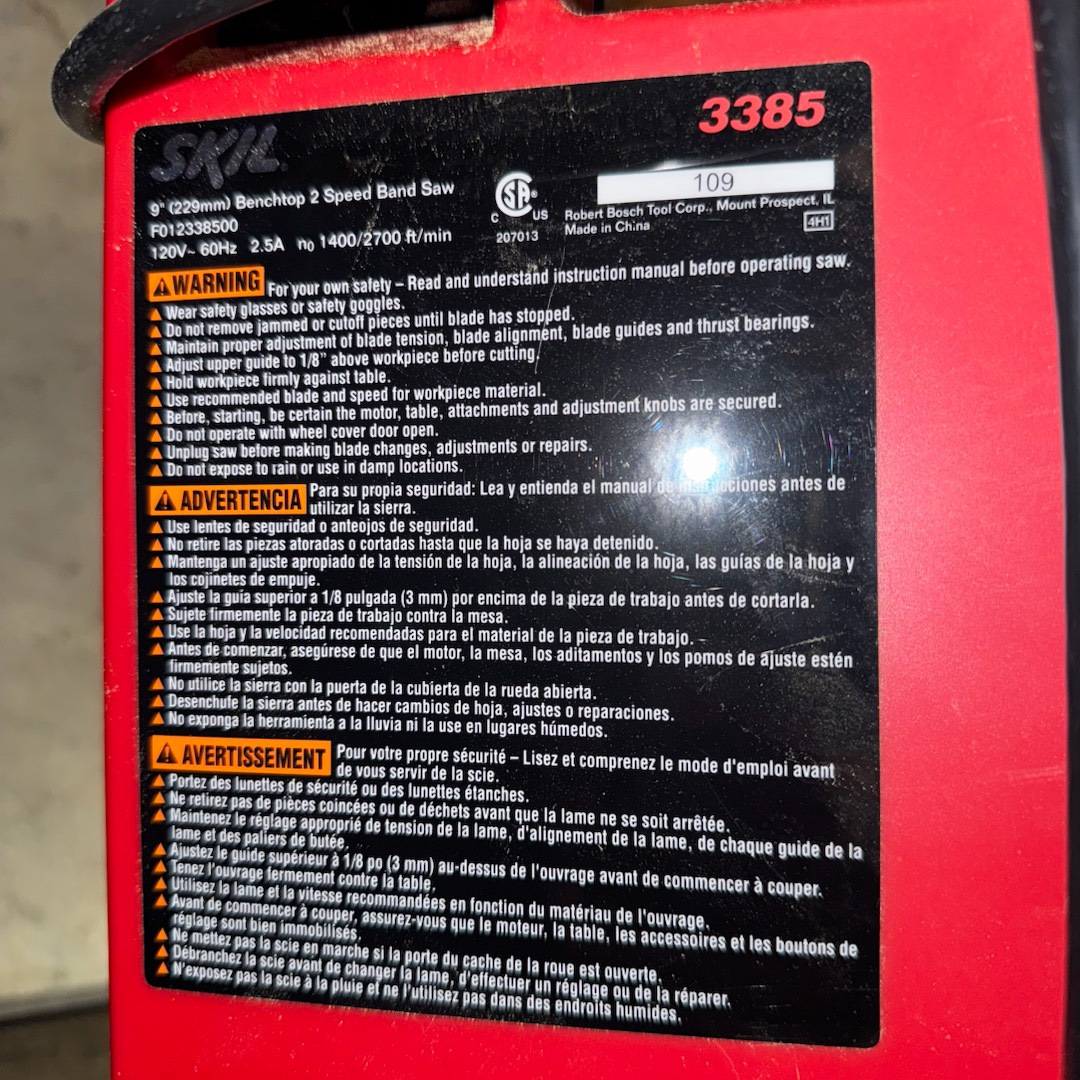 SKIL
3385
9" (229mm) Benchtop 2 Speed Band Saw
F012338500
120V~ 60Hz 2.5A n0 1400/2700 ft/min
C SA® US
207013
109
Robert Bosch Tool Corp., Mount Prospect, IL
Made in China
4H1
WARNING For your own safety – Read and understand instruction manual before operating saw.
Wear safety glasses or safety goggles.
Do not remove jammed or cutoff pieces until blade has stopped.
Maintain proper adjustment of blade tension, blade alignment, blade guides and thrust bearings.
Adjust upper guide to 1/8" above workpiece before cutting.
Hold workpiece firmly against table.
Use recommended blade and speed for workpiece material.
Before, starting, be certain the motor, table, attachments and adjustment knobs are secured.
Do not operate with wheel cover door open.
Unplug saw before making blade changes, adjustments or repairs.
Do not expose to rain or use in damp locations.
ADVERTENCIA Para su propia seguridad: Lea y entienda el manual de instrucciones antes de
utilizar la sierra.
Use lentes de seguridad o anteojos de seguridad.
No retire las piezas atoradas o cortadas hasta que la hoja se haya detenido.
Mantenga un ajuste apropiado de la tensión de la hoja, la alineación de la hoja, las guías de la hoja y
los cojinetes de empuje.
Ajuste la guía superior a 1/8 pulgada (3 mm) por encima de la pieza de trabajo antes de cortarla.
Sujete firmemente la pieza de trabajo contra la mesa.
Use la hoja y la velocidad recomendadas para el material de la pieza de trabajo.
Antes de comenzar, asegúrese de que el motor, la mesa, los aditamentos y los pomos de ajuste estén
firmemente sujetos.
No utilice la sierra con la puerta de la cubierta de la rueda abierta.
Desenchufe la sierra antes de hacer cambios de hoja, ajustes o reparaciones.
No exponga la herramienta a la lluvia ni la use en lugares húmedos.
AVERTISSEMENT Pour votre propre sécurité – Lisez et comprenez le mode d'emploi avant
de vous servir de la scie.
Portez des lunettes de sécurité ou des lunettes étanches.
Ne retirez pas de pièces coincées ou de déchets avant que la lame ne se soit arrêtée.
Maintenez le réglage approprié de tension de la lame, d'alignement de la lame, de chaque guide de la
lame et des paliers de butée.
Ajustez le guide supérieur à 1/8 po (3 mm) au-dessus de l'ouvrage avant de commencer à couper.
Tenez l'ouvrage fermement contre la table.
Utilisez la lame et la vitesse recommandées en fonction du matériau de l'ouvrage.
Avant de commencer à couper, assurez-vous que le moteur, la table, les accessoires et les boutons de
réglage sont bien immobilisés.
Ne mettez pas la scie en marche si la porte du cache de la roue est ouverte.
Débranchez la scie avant de changer la lame, d'effectuer un réglage ou de la réparer.
N'exposez pas la scie à la pluie et ne l'utilisez pas dans des endroits humides.